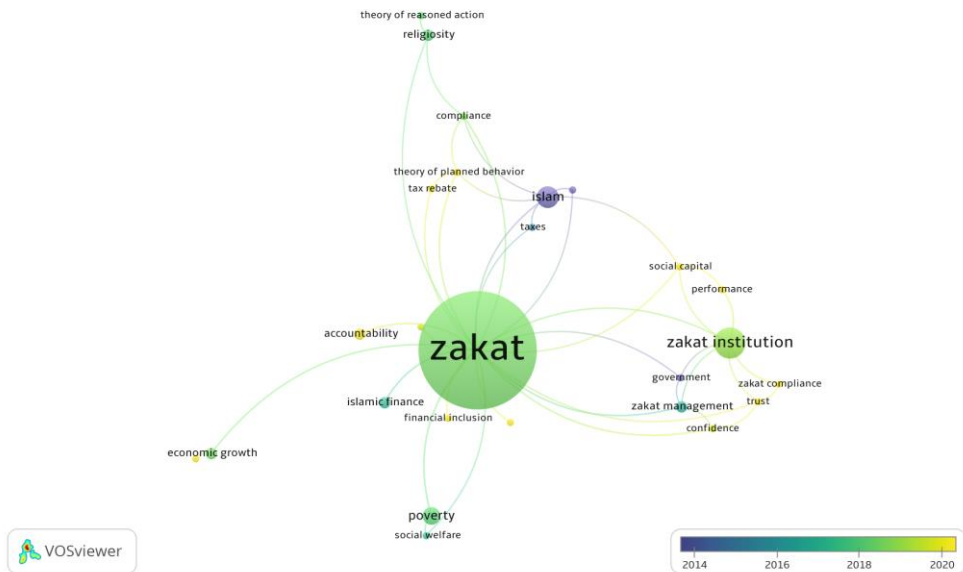 theory of reasoned action
religiosity
compliance
theory of planned behavior
tax rebate
islam
taxes
social capital
performance
accountability
zakat
zakat institution
government
zakat compliance
islamic finance
zakat management
trust
financial inclusion
confidence
economic growth
poverty
social welfare
VOSviewer
2014 2016 2018 2020